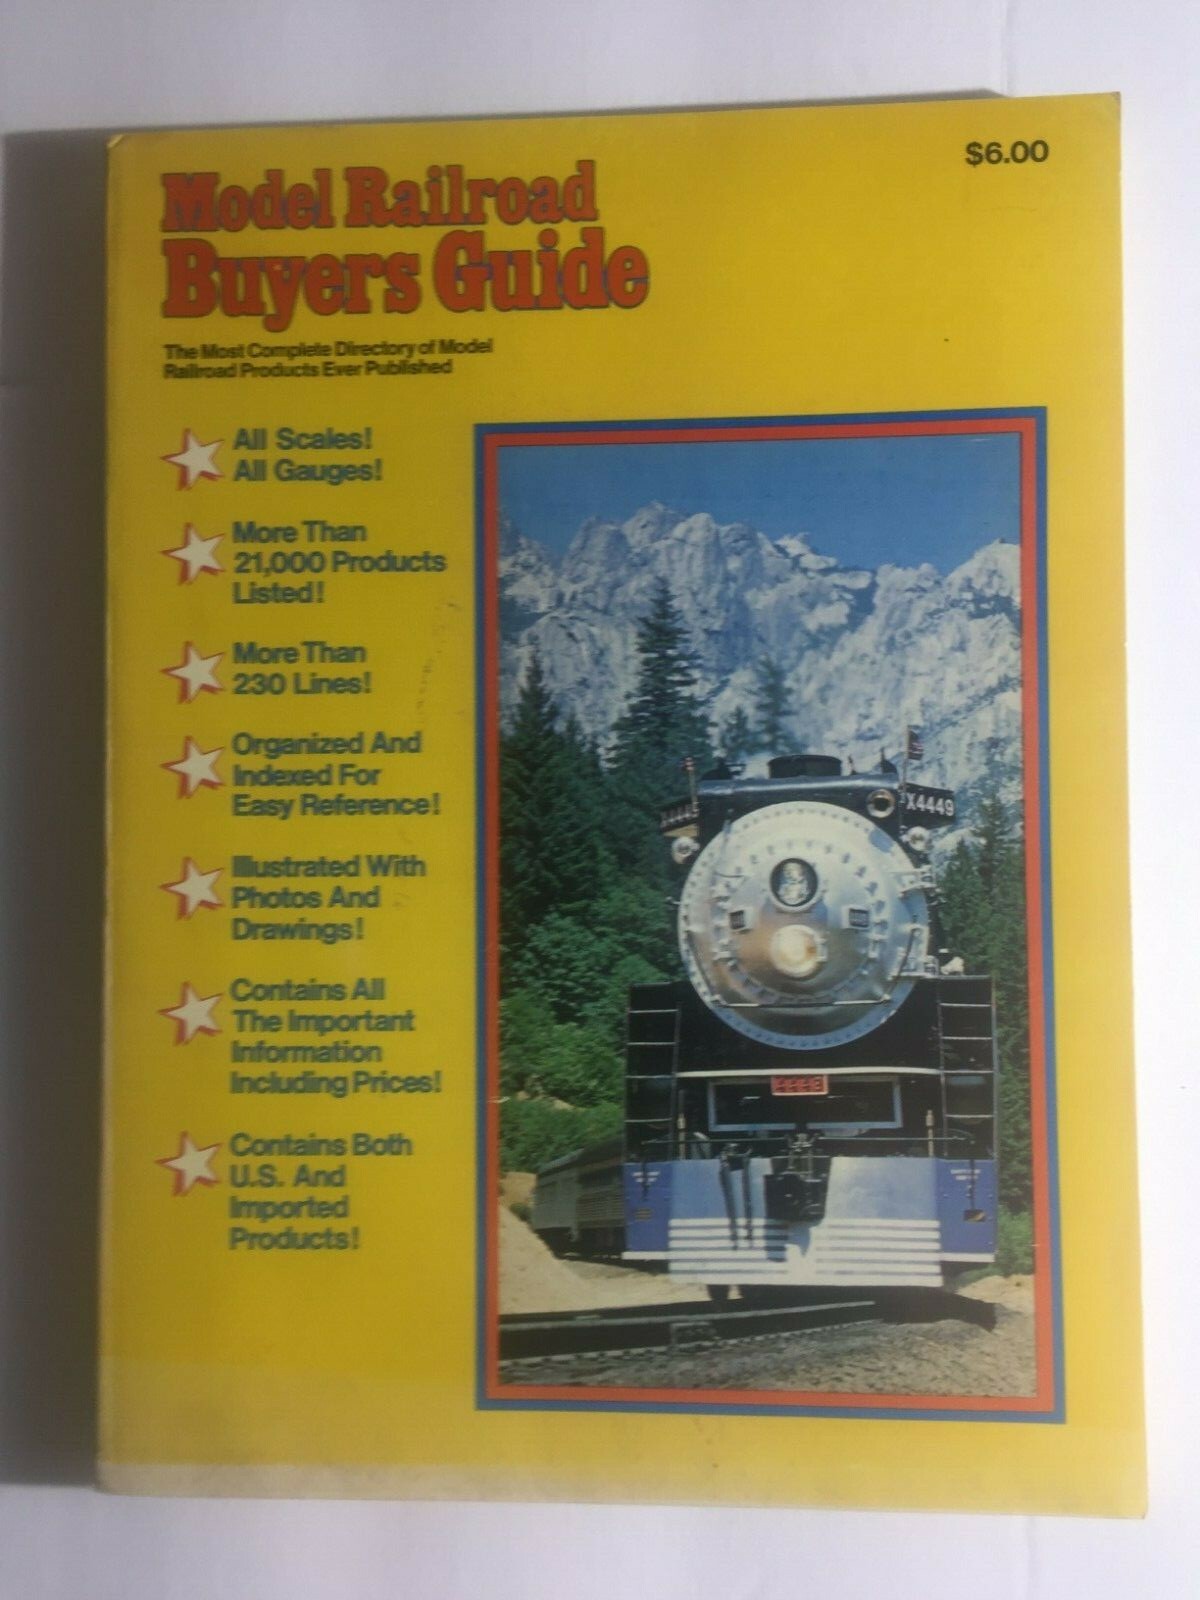 $6.00
Model Railroad
Buyers Guide
The Most Complete Directory of Model
Railroad Products Ever Published
All Scales!
All Gauges!
More Than
21,000 Products
Listed!
More Than
230 Lines!
Organized And
Indexed For
Easy Reference!
Illustrated With
Photos And
Drawings!
Contains All
The Important
Information
Including Prices!
Contains Both
U.S. And
Imported
Products!
X4449
X4449